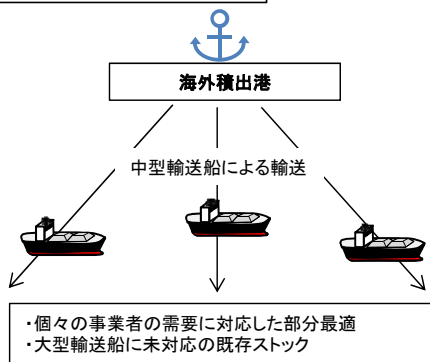 海外積出港
中型輸送船による輸送
・個々の事業者の需要に対応した部分最適
・大型輸送船に未対応の既存ストック